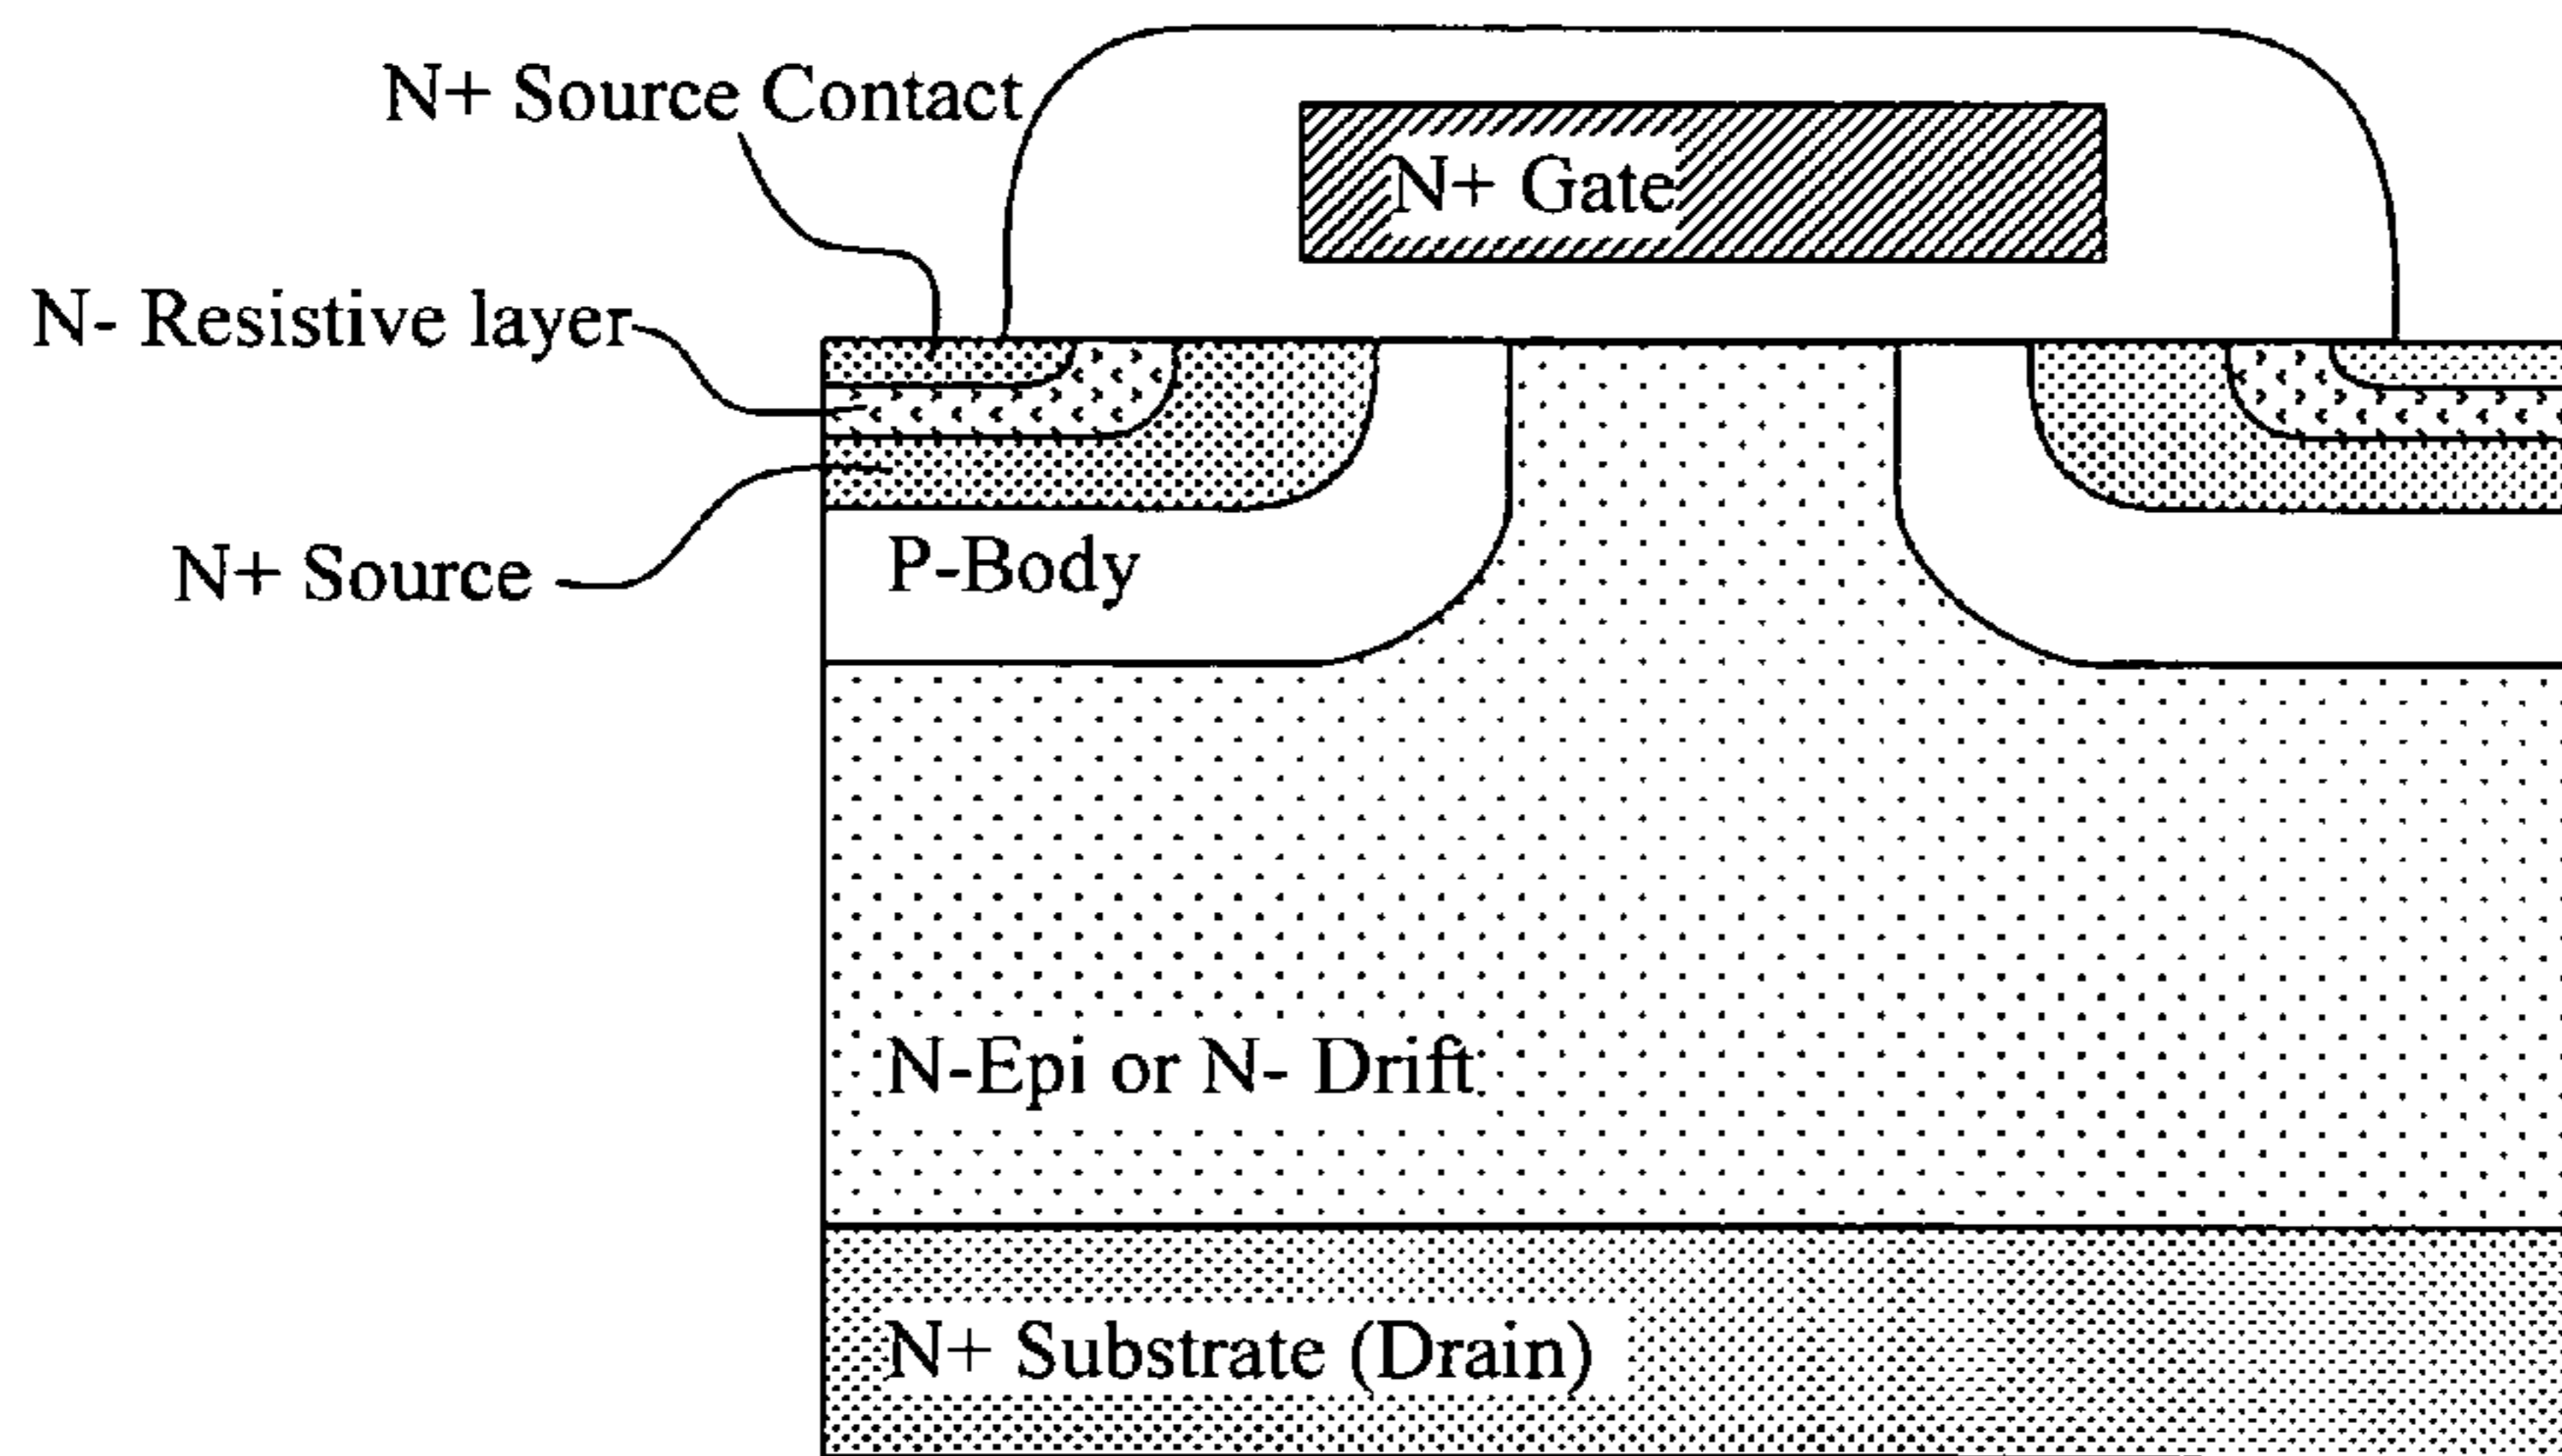 N+ Source Contact
N+ Gate
N- Resistive layer
N+ Source
P-Body
N-Epi or N- Drift
N+ Substrate (Drain)